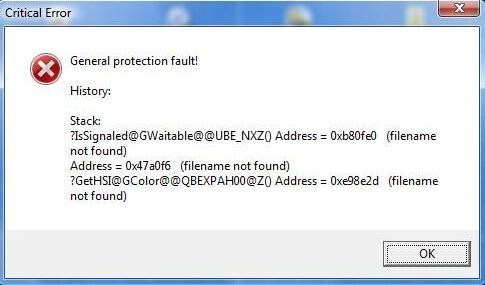 Critical Error
General protection fault!
History:
Stack:
?IsSignaled@GWaitable@@UBE_NXZ() Address = 0xb80fe0 (filename
not found)
Address = 0x47a0f6 (filename not found)
?GetHSI@GColor@@QBEXPAH00@Z() Address = 0xe98e2d (filename
not found)
OK